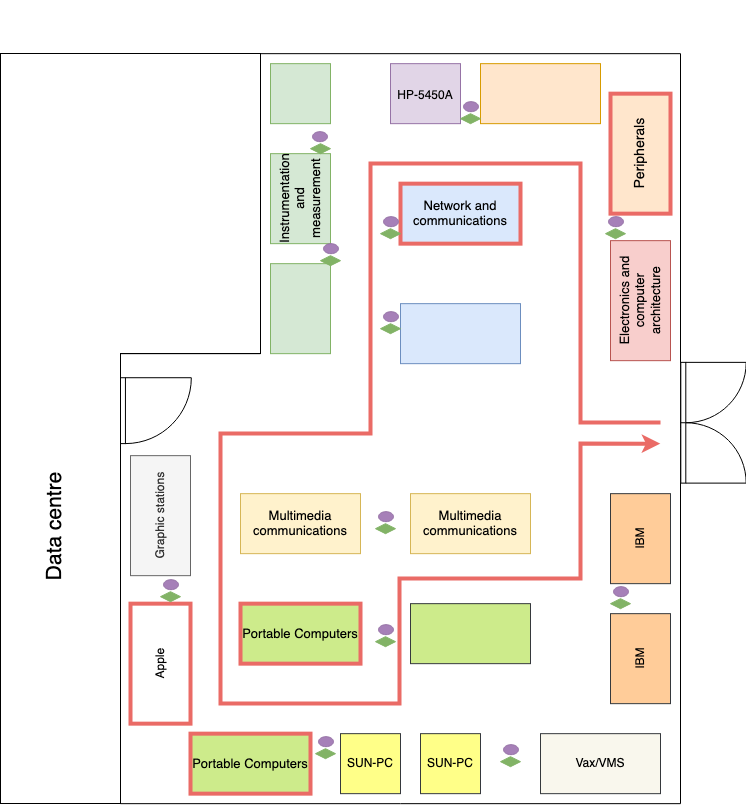 HP-5450A
Peripherals
Instrumentation
and
measurement
Network and
communications
Electronics and
computer
architecture
Data centre
Graphic stations
Multimedia
communications
Multimedia
communications
IBM
Portable Computers
Apple
IBM
Portable Computers
SUN-PC
SUN-PC
Vax/VMS